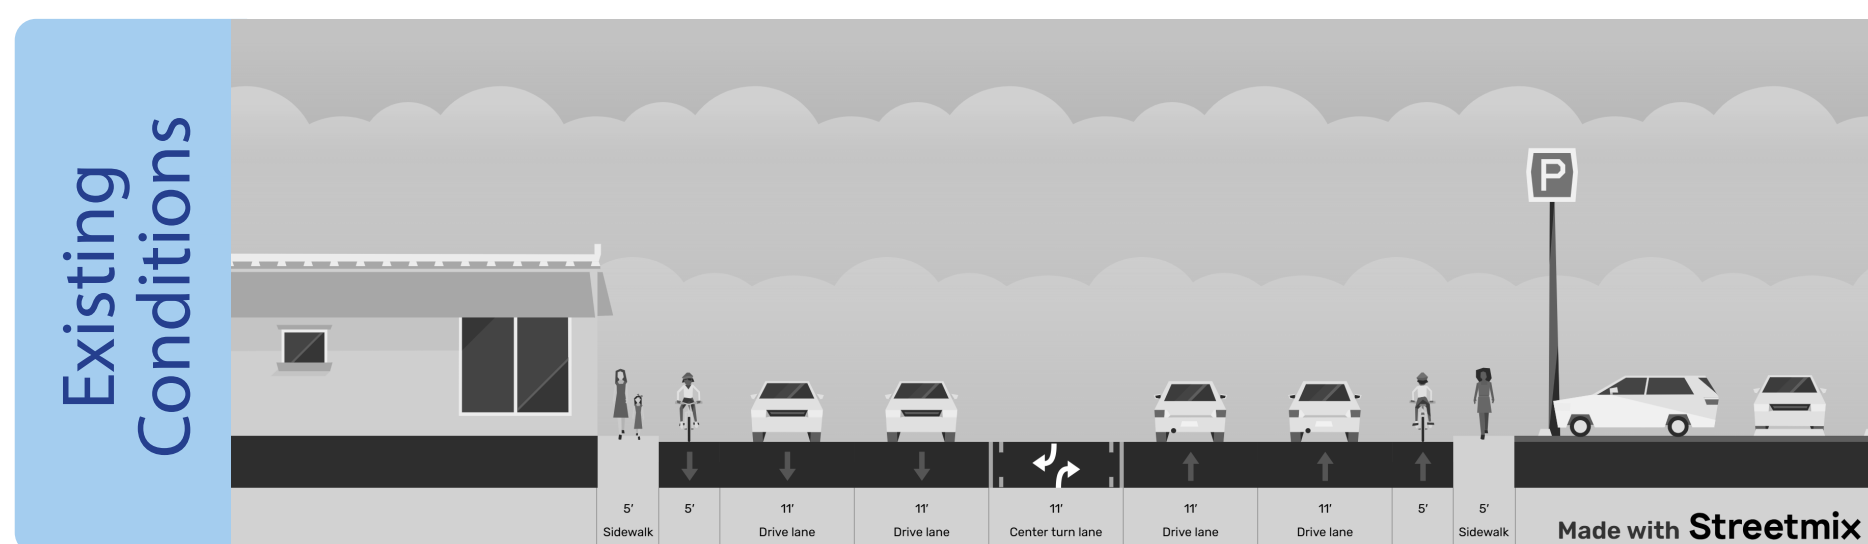 Existing
Conditions
P
5′ 5′ 11′ 11′ 11′ 11′ 11′ 5′ 5′
Sidewalk Drive lane Drive lane Center turn lane Drive lane Drive lane Sidewalk
Made with Streetmix